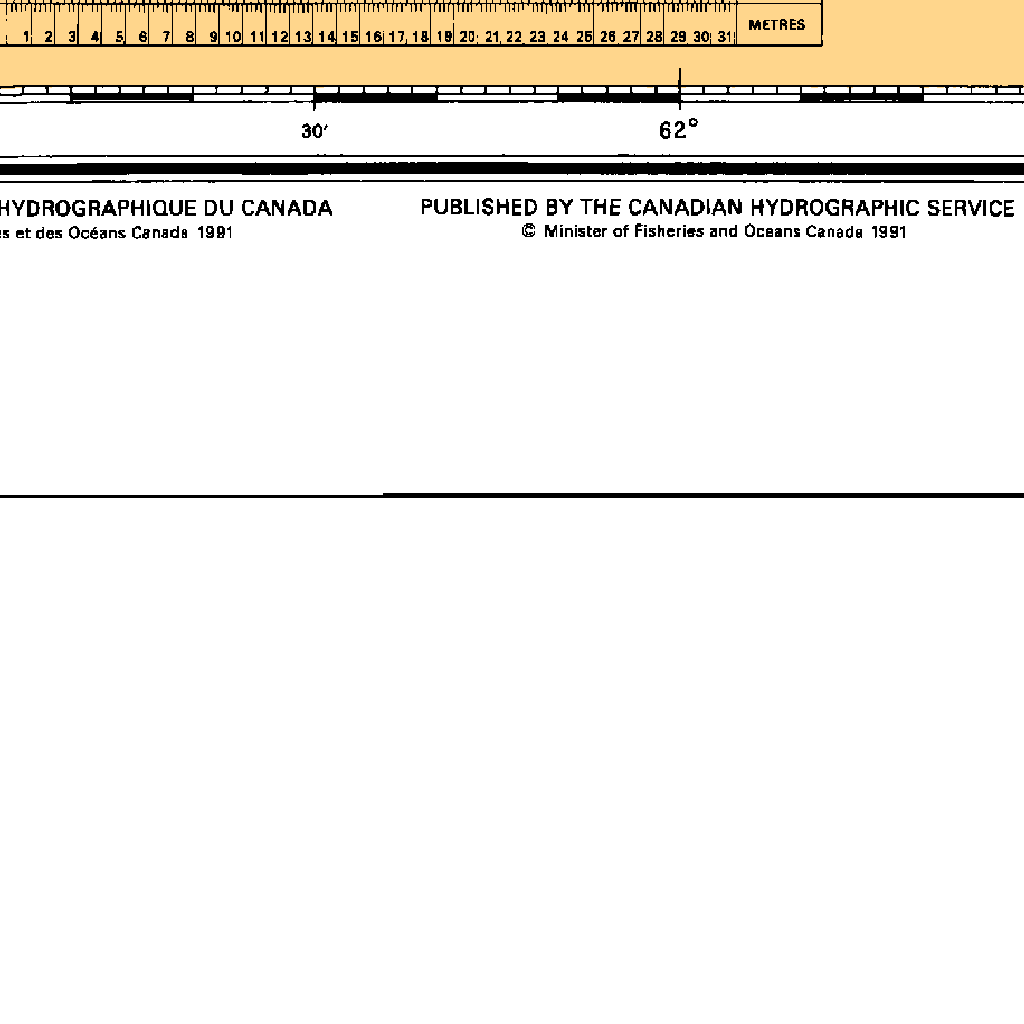 1 2 3 4 5 6 7 8 9 10 11 12 13 14 15 16 17 18 19 20 21 22 23 24 25 26 27 28 29 30 31 METRES
30′ 62°
HYDROGRAPHIQUE DU CANADA PUBLISHED BY THE CANADIAN HYDROGRAPHIC SERVICE
et des Océans Canada 1991 © Minister of Fisheries and Oceans Canada 1991